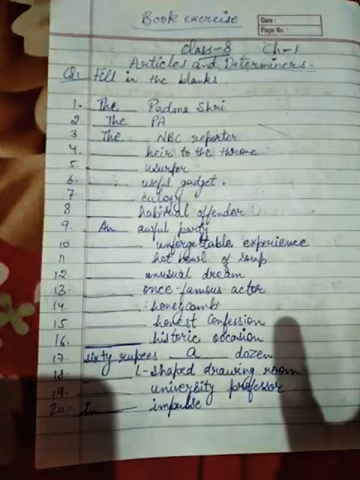 Book exercise
Date :
Page No. :
Class-8 Ch-1
Articles and Determiners.
Q1. Fill in the blanks
1. The Padma Shri
2 The PA
3 The NBC reporter
4. heir to the throne
5. usurper
6. useful gadget.
7 eulogy
8 habitual offender
9. An awful party
10 unforgettable experience
11 hot bowl of soup
12 unusual dream
13. once-famous actor
14 honeycomb
15 honest Confession
16. historic occasion
17 sixty rupees A dozen
18. L-shaped drawing room
19. university professor
20. impulse